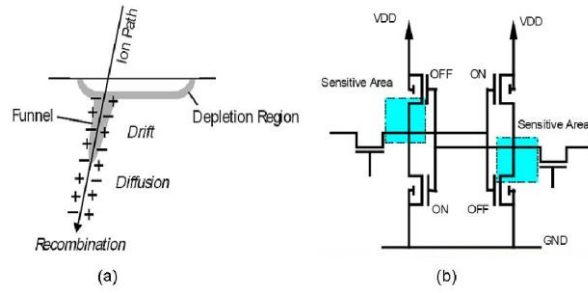 Ion Path
Funnel
Depletion Region
Drift
Diffusion
Recombination
(a)
VDD
VDD
OFF
ON
Sensitive Area
Sensitive Area
ON
OFF
GND
(b)